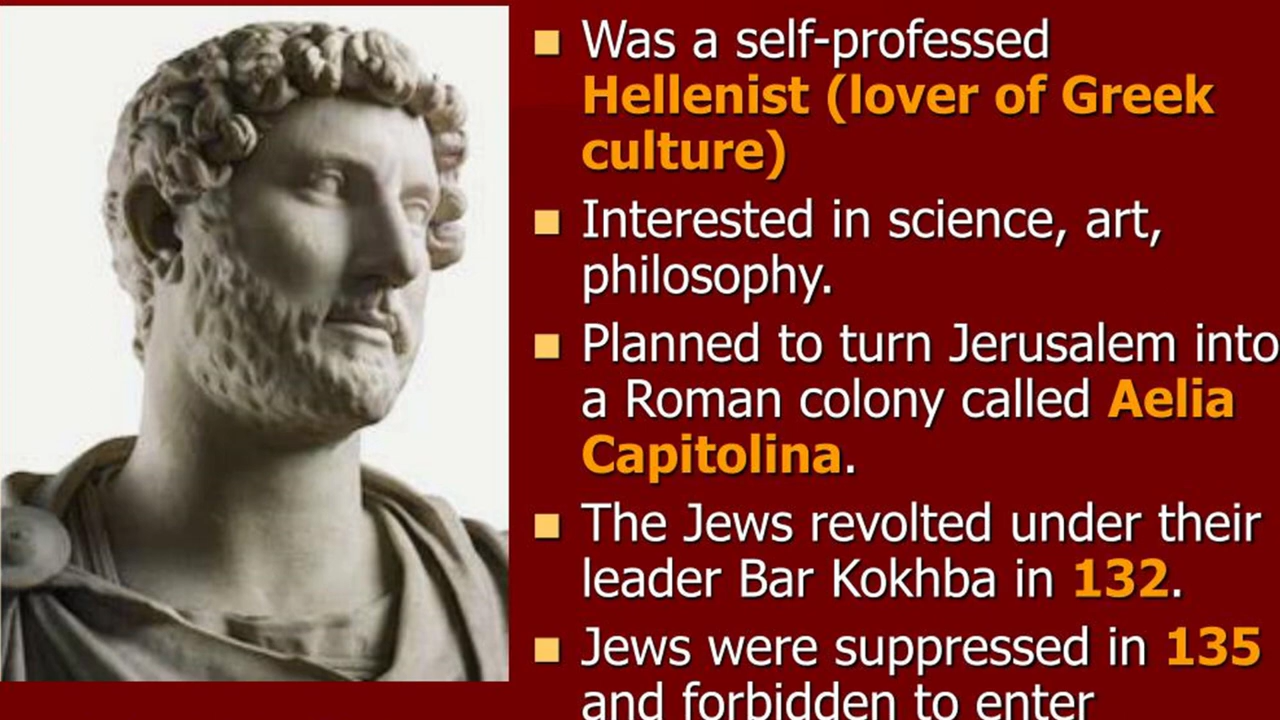 Was a self-professed
Hellenist (lover of Greek
culture)
Interested in science, art,
philosophy.
Planned to turn Jerusalem into
a Roman colony called Aelia
Capitolina.
The Jews revolted under their
leader Bar Kokhba in 132.
Jews were suppressed in 135
and forbidden to enter